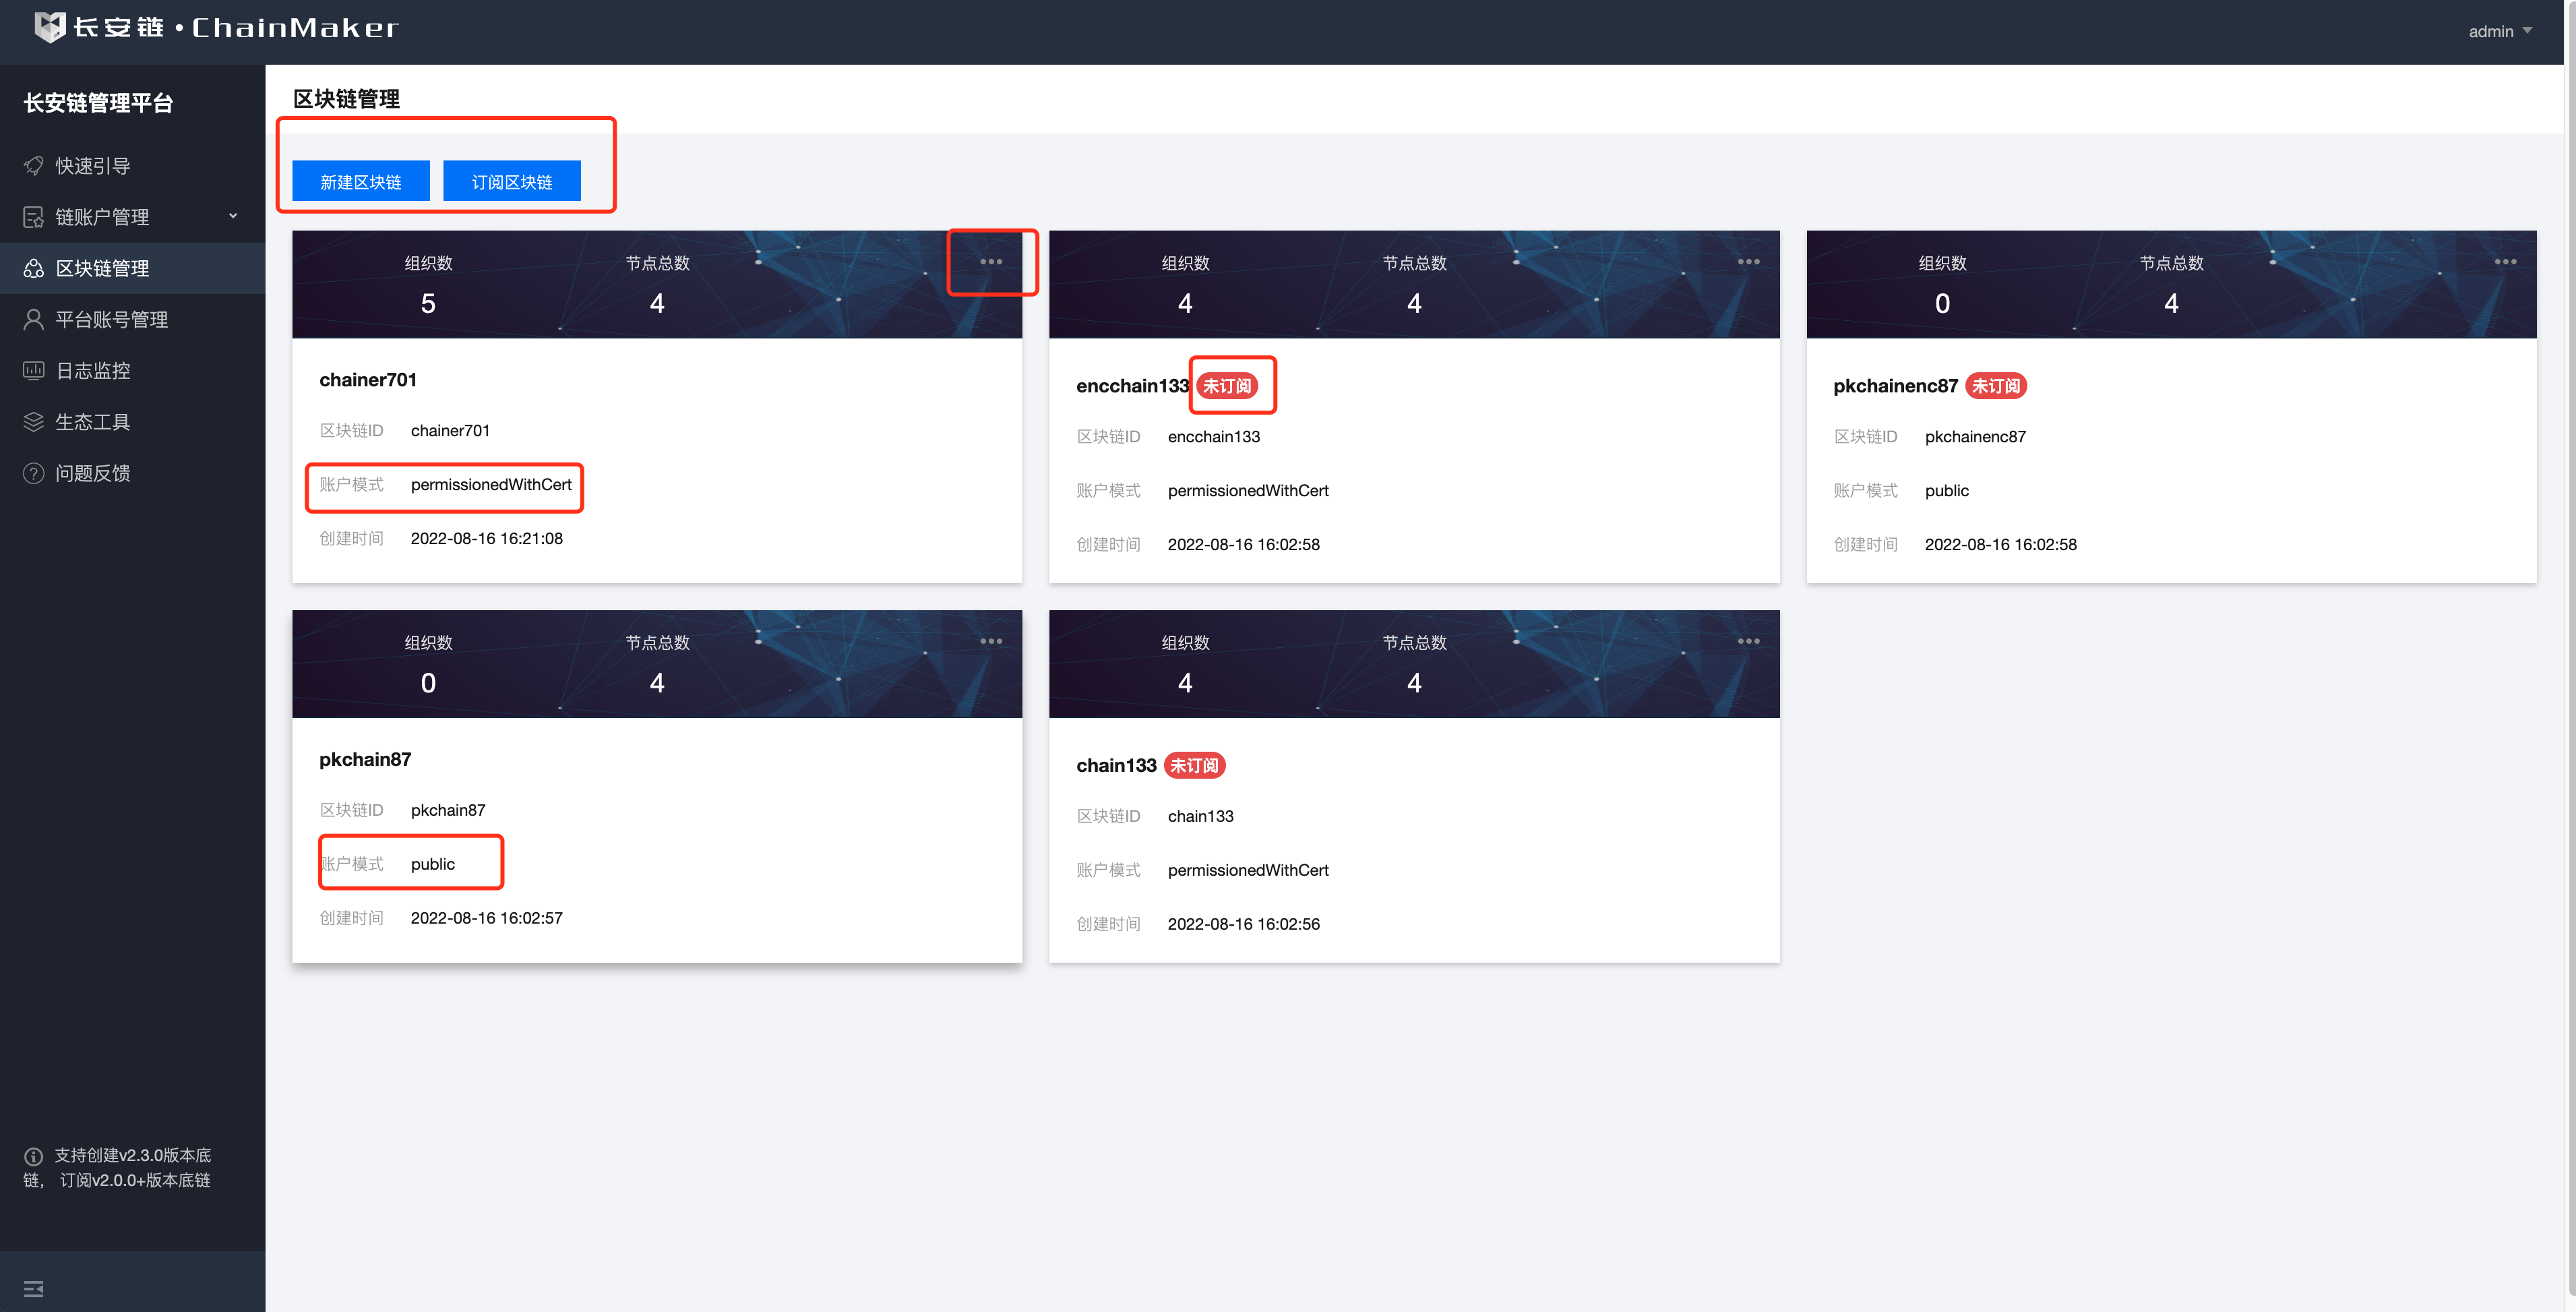 长安链·ChainMaker
admin
长安链管理平台
快速引导
链账户管理
区块链管理
平台账号管理
日志监控
生态工具
问题反馈
支持创建v2.3.0版本底
链， 订阅v2.0.0+版本底链
区块链管理
新建区块链 订阅区块链
组织数 节点总数
5 4
chainer701
区块链ID chainer701
账户模式 permissionedWithCert
创建时间 2022-08-16 16:21:08
组织数 节点总数
4 4
encchain133 未订阅
区块链ID encchain133
账户模式 permissionedWithCert
创建时间 2022-08-16 16:02:58
组织数 节点总数
0 4
pkchainenc87 未订阅
区块链ID pkchainenc87
账户模式 public
创建时间 2022-08-16 16:02:58
组织数 节点总数
0 4
pkchain87
区块链ID pkchain87
账户模式 public
创建时间 2022-08-16 16:02:57
组织数 节点总数
4 4
chain133 未订阅
区块链ID chain133
账户模式 permissionedWithCert
创建时间 2022-08-16 16:02:56